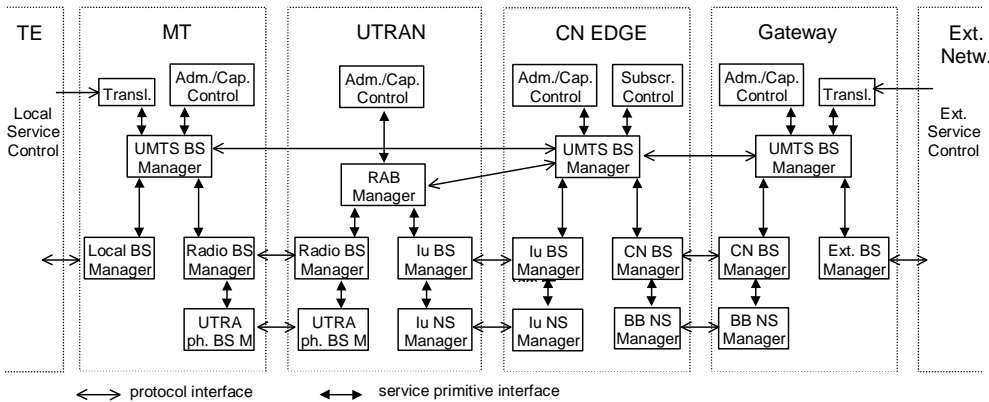 TE
MT
UTRAN
CN EDGE
Gateway
Ext.
Netw.
Local
Service
Control
Transl.
Adm./Cap.
Control
Adm./Cap.
Control
Adm./Cap.
Control
Subscr.
Control
Adm./Cap.
Control
Transl.
Ext.
Service
Control
UMTS BS
Manager
RAB
Manager
UMTS BS
Manager
UMTS BS
Manager
Local BS
Manager
Radio BS
Manager
Radio BS
Manager
Iu BS
Manager
Iu BS
Manager
CN BS
Manager
CN BS
Manager
Ext. BS
Manager
UTRA
ph. BS M
UTRA
ph. BS M
Iu NS
Manager
Iu NS
Manager
BB NS
Manager
BB NS
Manager
protocol interface
service primitive interface